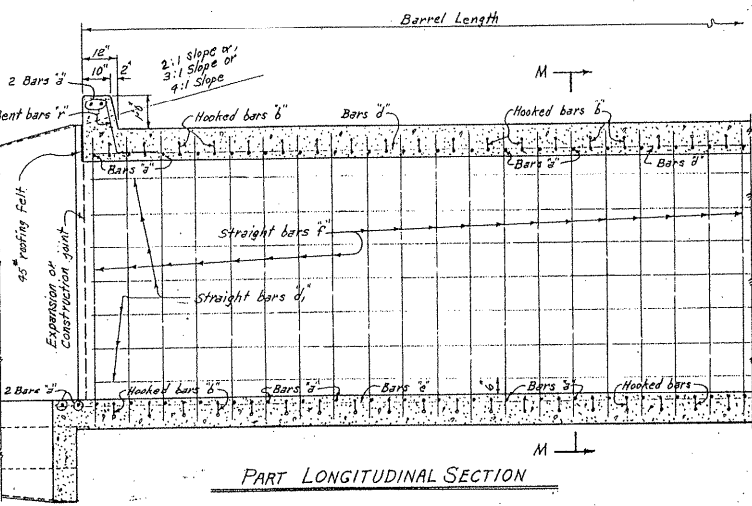 Barrel Length
12"
10"
2"
2:1 slope or,
3:1 Slope or
4:1 Slope
M
2 Bars "a"
Bent bars "r"
Hooked bars "b"
Bars "d"
Hooked bars "b"
Bars "a"
Bars "a"
Bars "d"
45# roofing felt
Expansion or
Construction joint
Straight bars "f"
Straight bars "d,"
2 Bars "a"
Hooked bars "b"
Bars "a"
Bars "e"
Bars "a"
Hooked bars
M
PART LONGITUDINAL SECTION